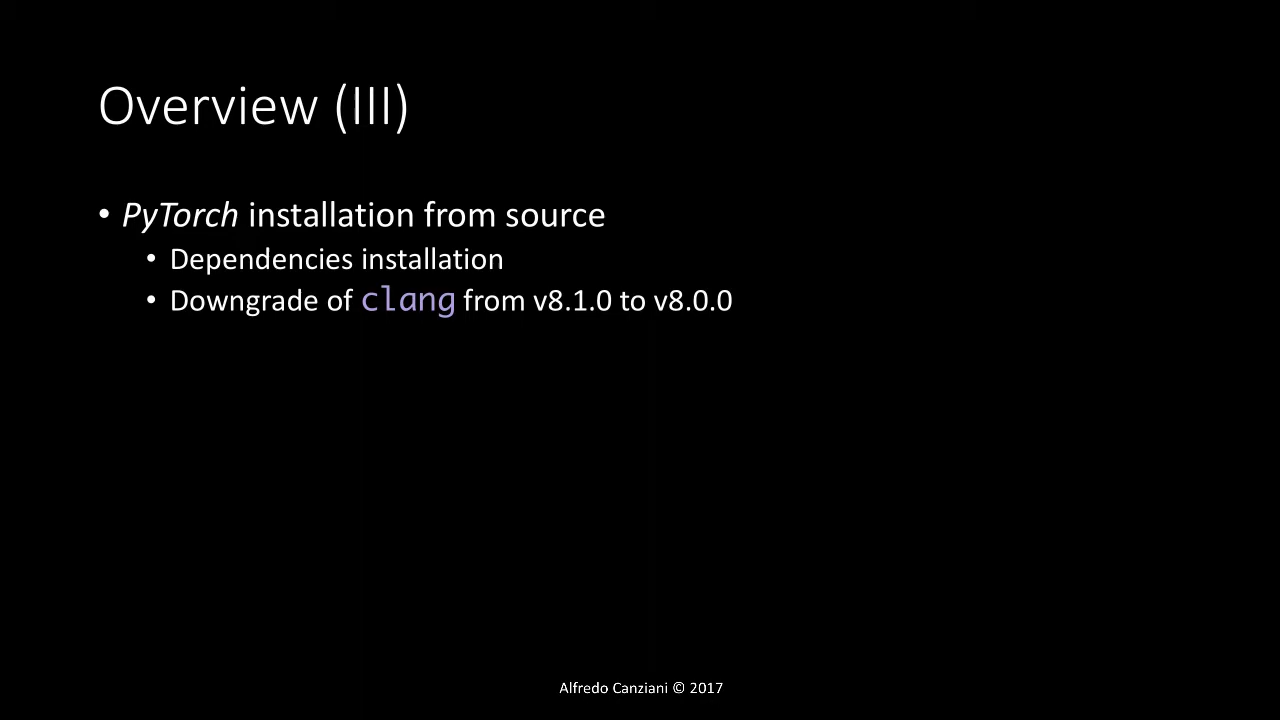 Overview (III)
• PyTorch installation from source
• Dependencies installation
• Downgrade of clang from v8.1.0 to v8.0.0
Alfredo Canziani © 2017